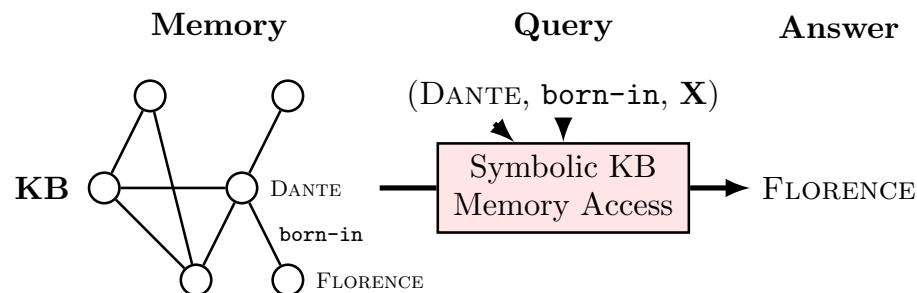 Memory Query Answer
(DANTE, born-in, X)
KB
DANTE
Symbolic KB
Memory Access
FLORENCE
born-in
FLORENCE